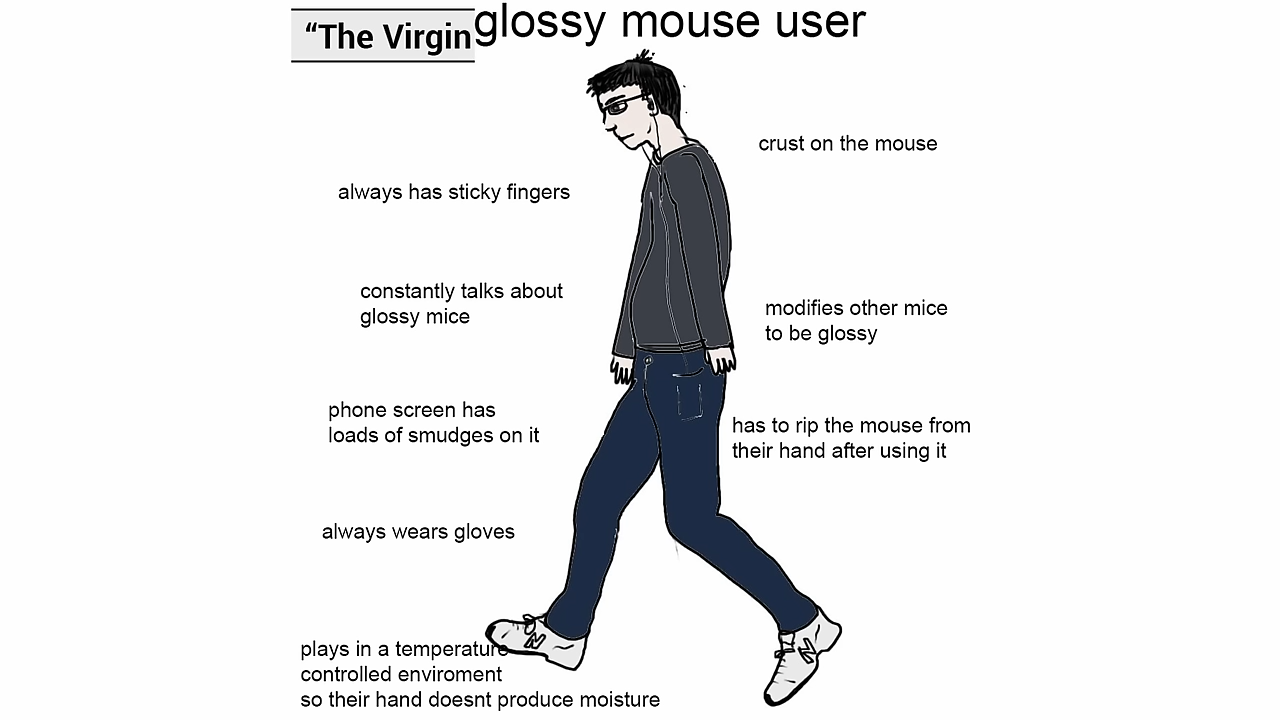 “The Virgin glossy mouse user
crust on the mouse
always has sticky fingers
constantly talks about
glossy mice
modifies other mice
to be glossy
phone screen has
loads of smudges on it
has to rip the mouse from
their hand after using it
always wears gloves
plays in a temperature
controlled enviroment
so their hand doesnt produce moisture